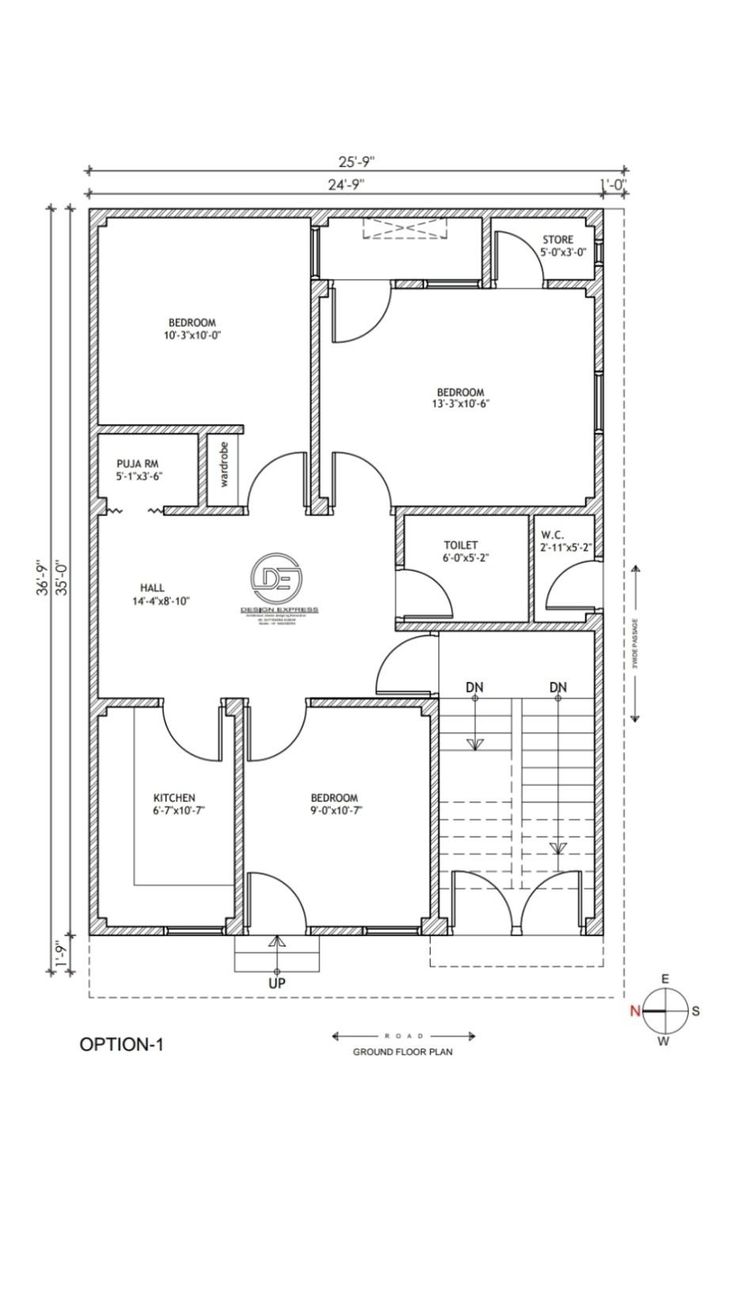 25'-9"
24'-9"
1'-0"
STORE
5'-0"x3'-0"
BEDROOM
10'-3"x10'-0"
BEDROOM
13'-3"x10'-6"
wardrobe
PUJA RM
5'-1"x3'-6"
36'-9"
35'-0"
TOILET
6'-0"x5'-2"
W.C.
2'-11"x5'-2"
HALL
14'-4"x8'-10"
DE
DESIGN EXPRESS
3'WIDE PASSAGE
DN
DN
KITCHEN
6'-7"x10'-7"
BEDROOM
9'-0"x10'-7"
1'-9"
UP
E
N
S
W
OPTION-1
ROAD
GROUND FLOOR PLAN